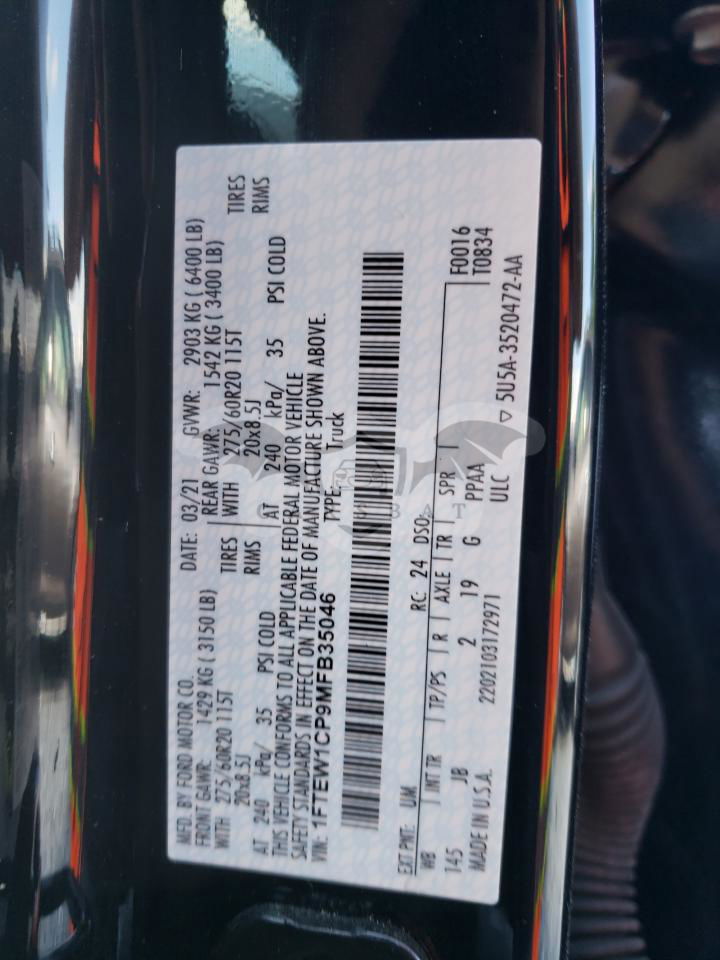 MFD. BY FORD MOTOR CO.
DATE: 03/21 GVWR: 2903 KG ( 6400 LB)
FRONT GAWR: 1429 KG ( 3150 LB) REAR GAWR: 1542 KG ( 3400 LB)
WITH 275/60R20 115T TIRES WITH 275/60R20 115T TIRES
20x8.5J RIMS 20x8.5J RIMS
AT 240 kPa/ 35 PSI COLD AT 240 kPa/ 35 PSI COLD
THIS VEHICLE CONFORMS TO ALL APPLICABLE FEDERAL MOTOR VEHICLE
SAFETY STANDARDS IN EFFECT ON THE DATE OF MANUFACTURE SHOWN ABOVE.
VIN: 1FTEW1CP9MFB35046 TYPE: Truck
EXT PNT: UM RC: 24 DSO: F0016
WB INT TR TP/PS R AXLE TR SPR T0834
145 JB 2 19 G PPAA
MADE IN U.S.A. 2202103172971 ULC ▽ 5U5A-3520472-AA